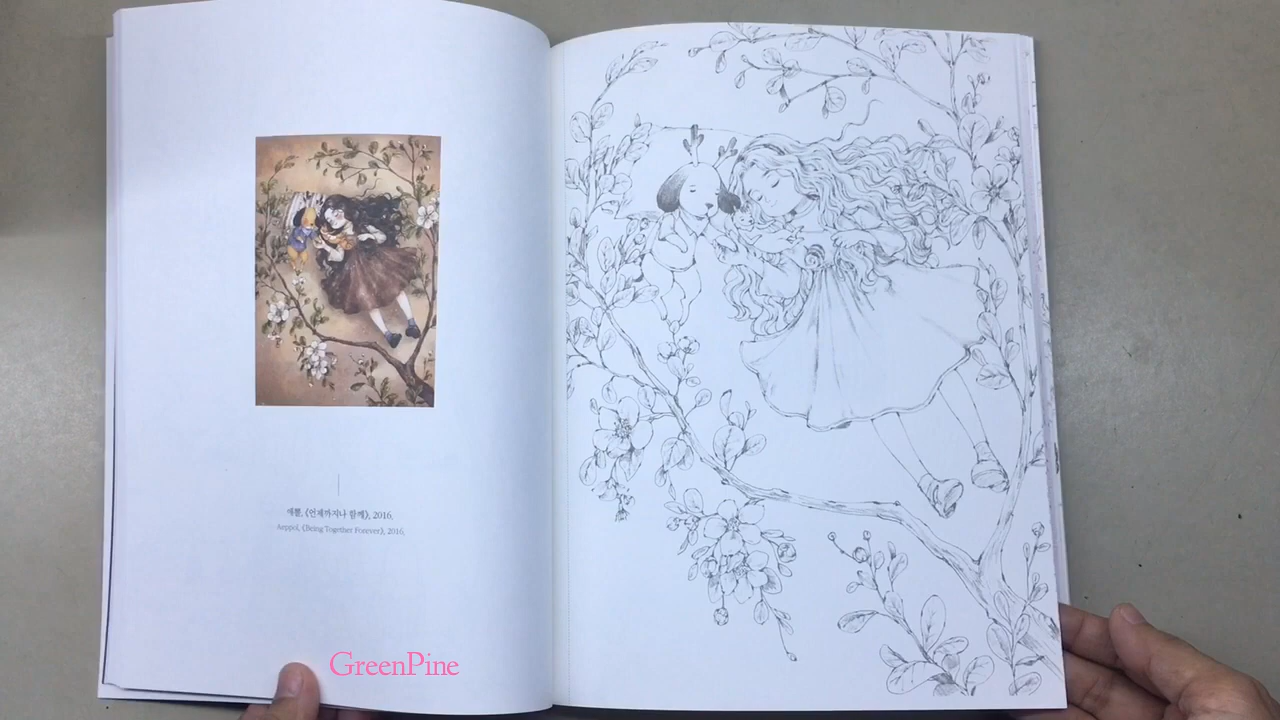 애뽈, 《언제까지나 함께》, 2016.
Aeppol, 《Being Together Forever》, 2016.
GreenPine